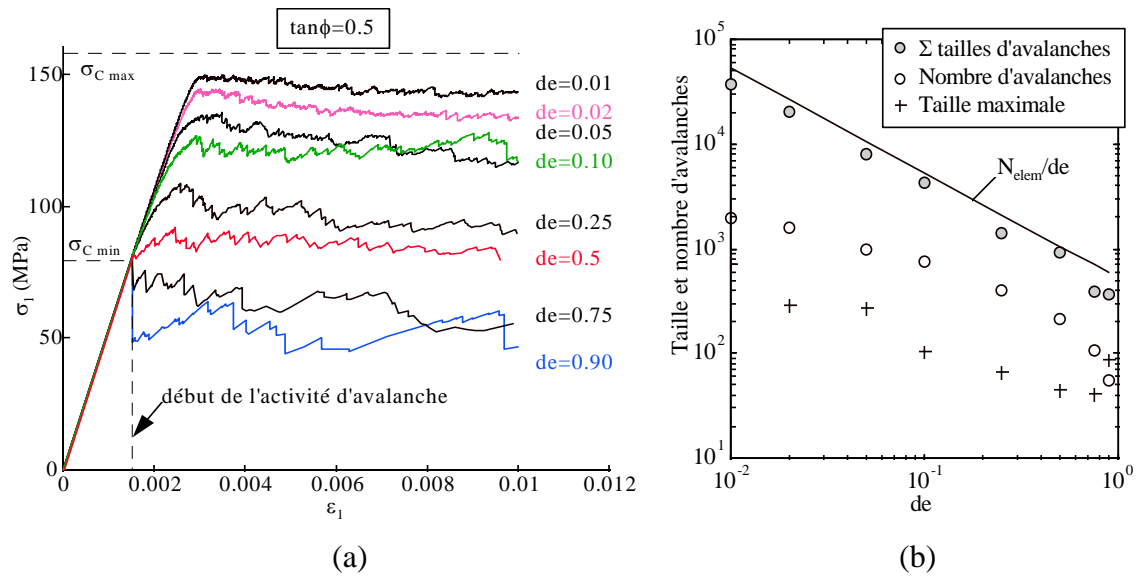 tanϕ=0.5
σC max
σC min
150
100
50
0
σ1 (MPa)
de=0.01
de=0.02
de=0.05
de=0.10
de=0.25
de=0.5
de=0.75
de=0.90
début de l'activité d'avalanche
0
0.002
0.004
0.006
0.008
0.01
0.012
ε1
(a)
Taille et nombre d'avalanches
10^5
10^4
10^3
10^2
10^1
Σ tailles d'avalanches
Nombre d'avalanches
Taille maximale
Nelem/de
10^-2
10^-1
10^0
de
(b)